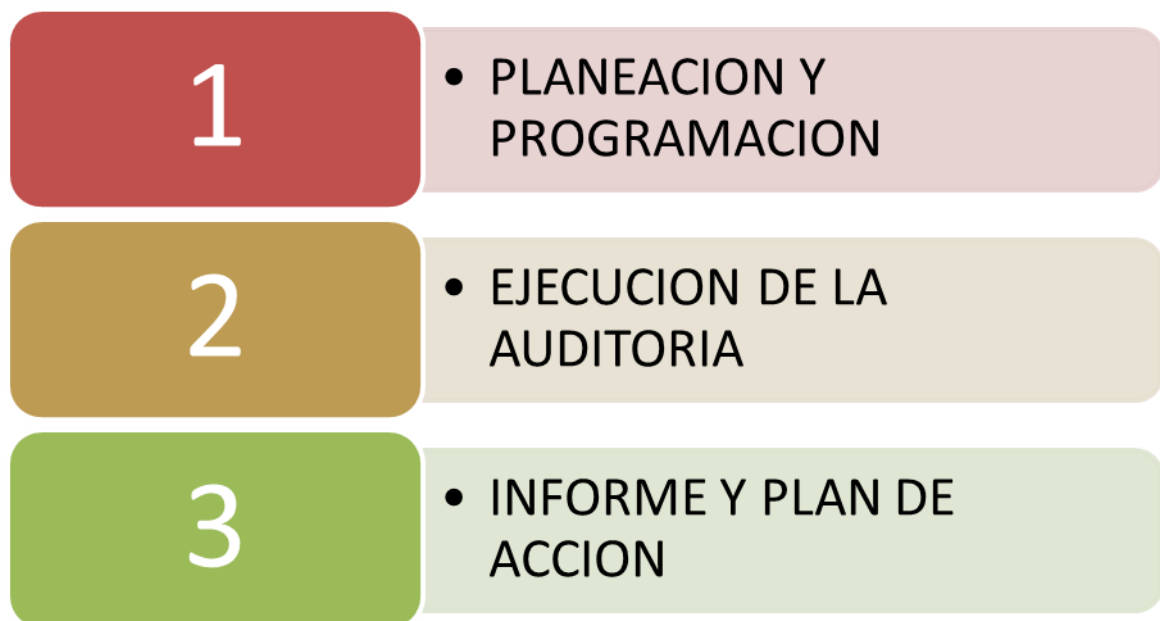 1
• PLANEACION Y
PROGRAMACION
2
• EJECUCION DE LA
AUDITORIA
3
• INFORME Y PLAN DE
ACCION